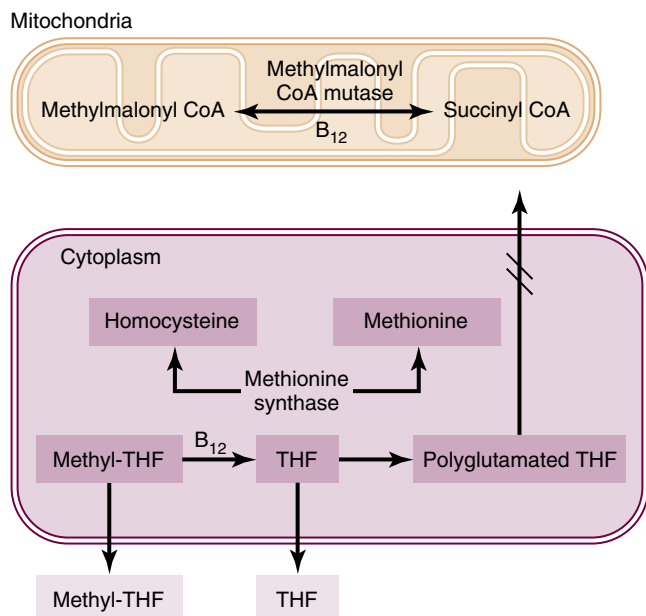 Mitochondria
Methylmalonyl
CoA mutase
Methylmalonyl CoA
Succinyl CoA
B12
Cytoplasm
Homocysteine
Methionine
Methionine
synthase
B12
Methyl-THF
THF
Polyglutamated THF
Methyl-THF
THF